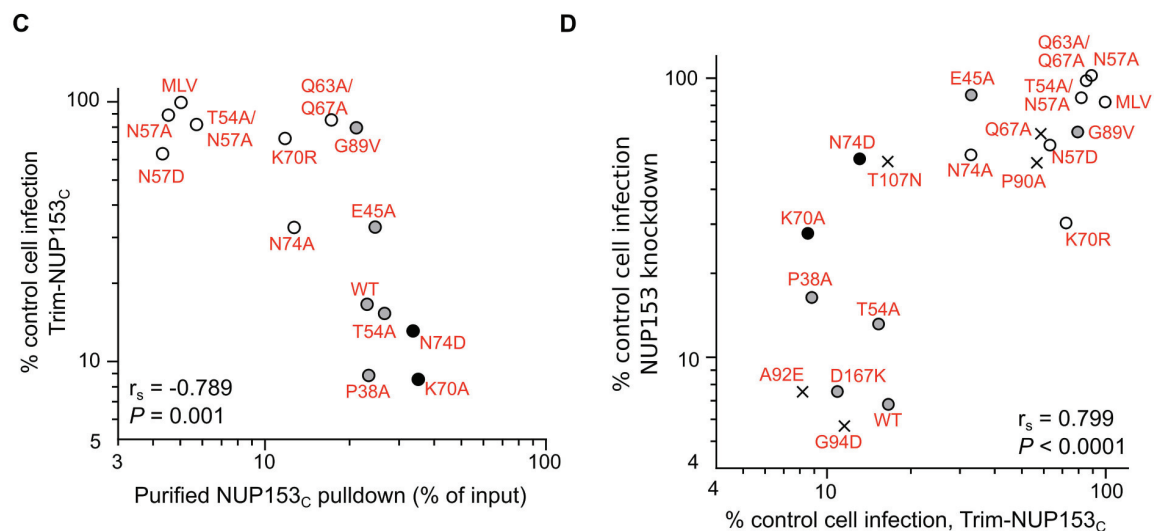 C
% control cell infection
Trim-NUP153C
100
10
5
3
10
100
Purified NUP153C pulldown (% of input)
MLV
N57A
T54A/
N57A
N57D
Q63A/
Q67A
K70R
G89V
N74A
E45A
WT
T54A
N74D
P38A
K70A
rs = -0.789
P = 0.001
D
% control cell infection
NUP153 knockdown
100
10
4
4
10
100
% control cell infection, Trim-NUP153C
Q63A/
Q67A
N57A
E45A
T54A/
N57A
MLV
Q67A
G89V
N74D
T107N
N74A
N57D
P90A
K70A
K70R
P38A
T54A
A92E
D167K
WT
G94D
rs = 0.799
P < 0.0001